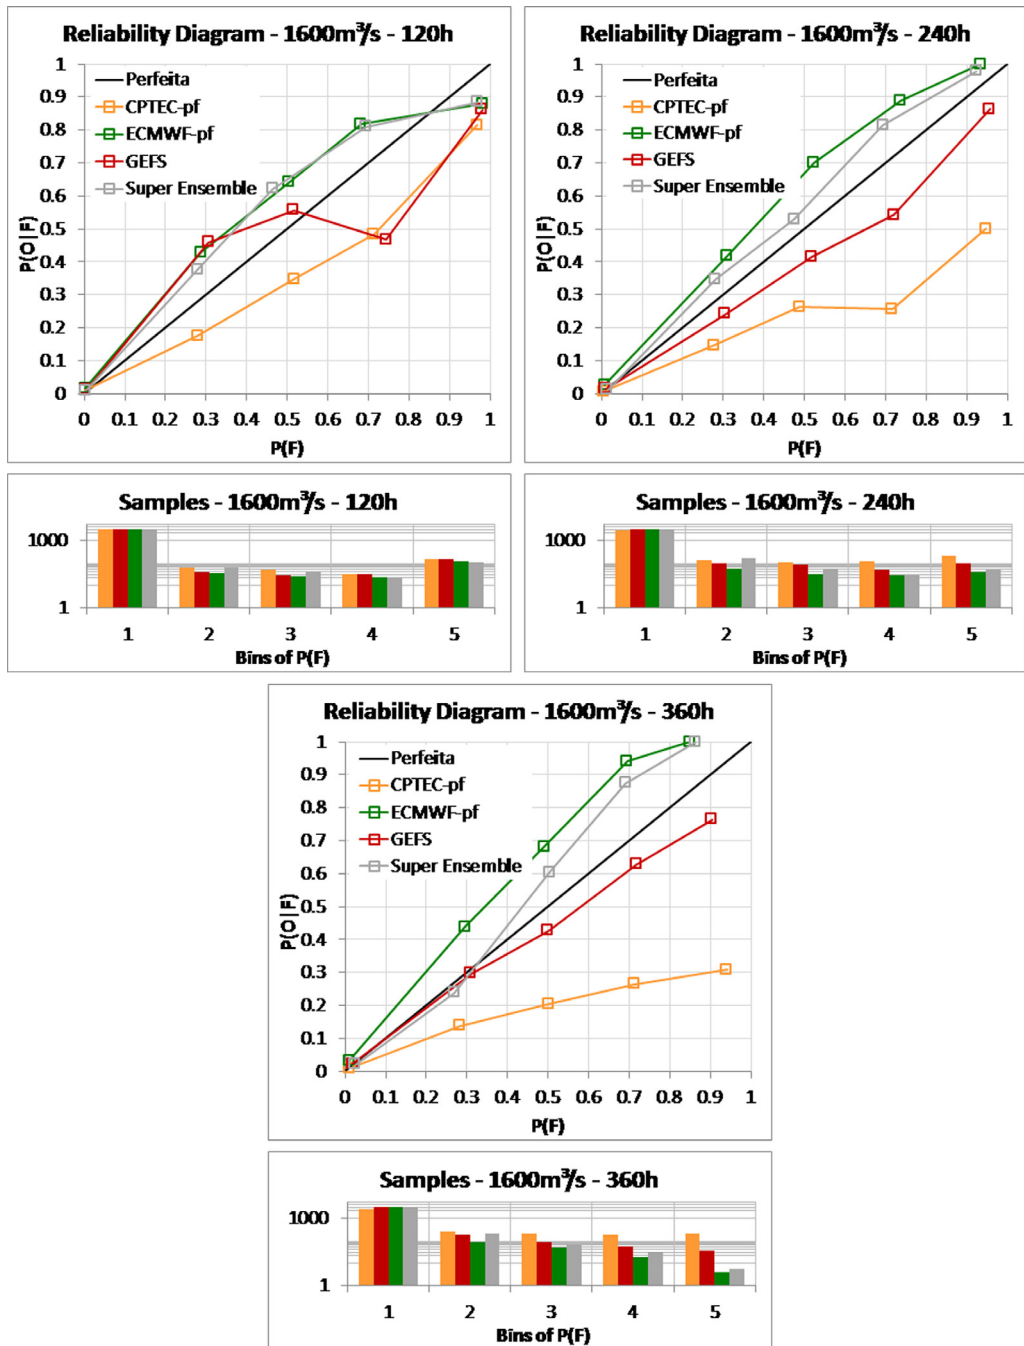 Reliability Diagram - 1600m³/s - 120h
1
0.9
0.8
0.7
0.6
0.5
0.4
0.3
0.2
0.1
0
P(O|F)
Perfeita
CPTEC-pf
ECMWF-pf
GEFS
Super Ensemble
0 0.1 0.2 0.3 0.4 0.5 0.6 0.7 0.8 0.9 1
P(F)
Reliability Diagram - 1600m³/s - 240h
1
0.9
0.8
0.7
0.6
0.5
0.4
0.3
0.2
0.1
0
P(O|F)
Perfeita
CPTEC-pf
ECMWF-pf
GEFS
Super Ensemble
0 0.1 0.2 0.3 0.4 0.5 0.6 0.7 0.8 0.9 1
P(F)
Samples - 1600m³/s - 120h
1000
1
1 2 3 4 5
Bins of P(F)
Samples - 1600m³/s - 240h
1000
1
1 2 3 4 5
Bins of P(F)
Reliability Diagram - 1600m³/s - 360h
1
0.9
0.8
0.7
0.6
0.5
0.4
0.3
0.2
0.1
0
P(O|F)
Perfeita
CPTEC-pf
ECMWF-pf
GEFS
Super Ensemble
0 0.1 0.2 0.3 0.4 0.5 0.6 0.7 0.8 0.9 1
P(F)
Samples - 1600m³/s - 360h
1000
1
1 2 3 4 5
Bins of P(F)